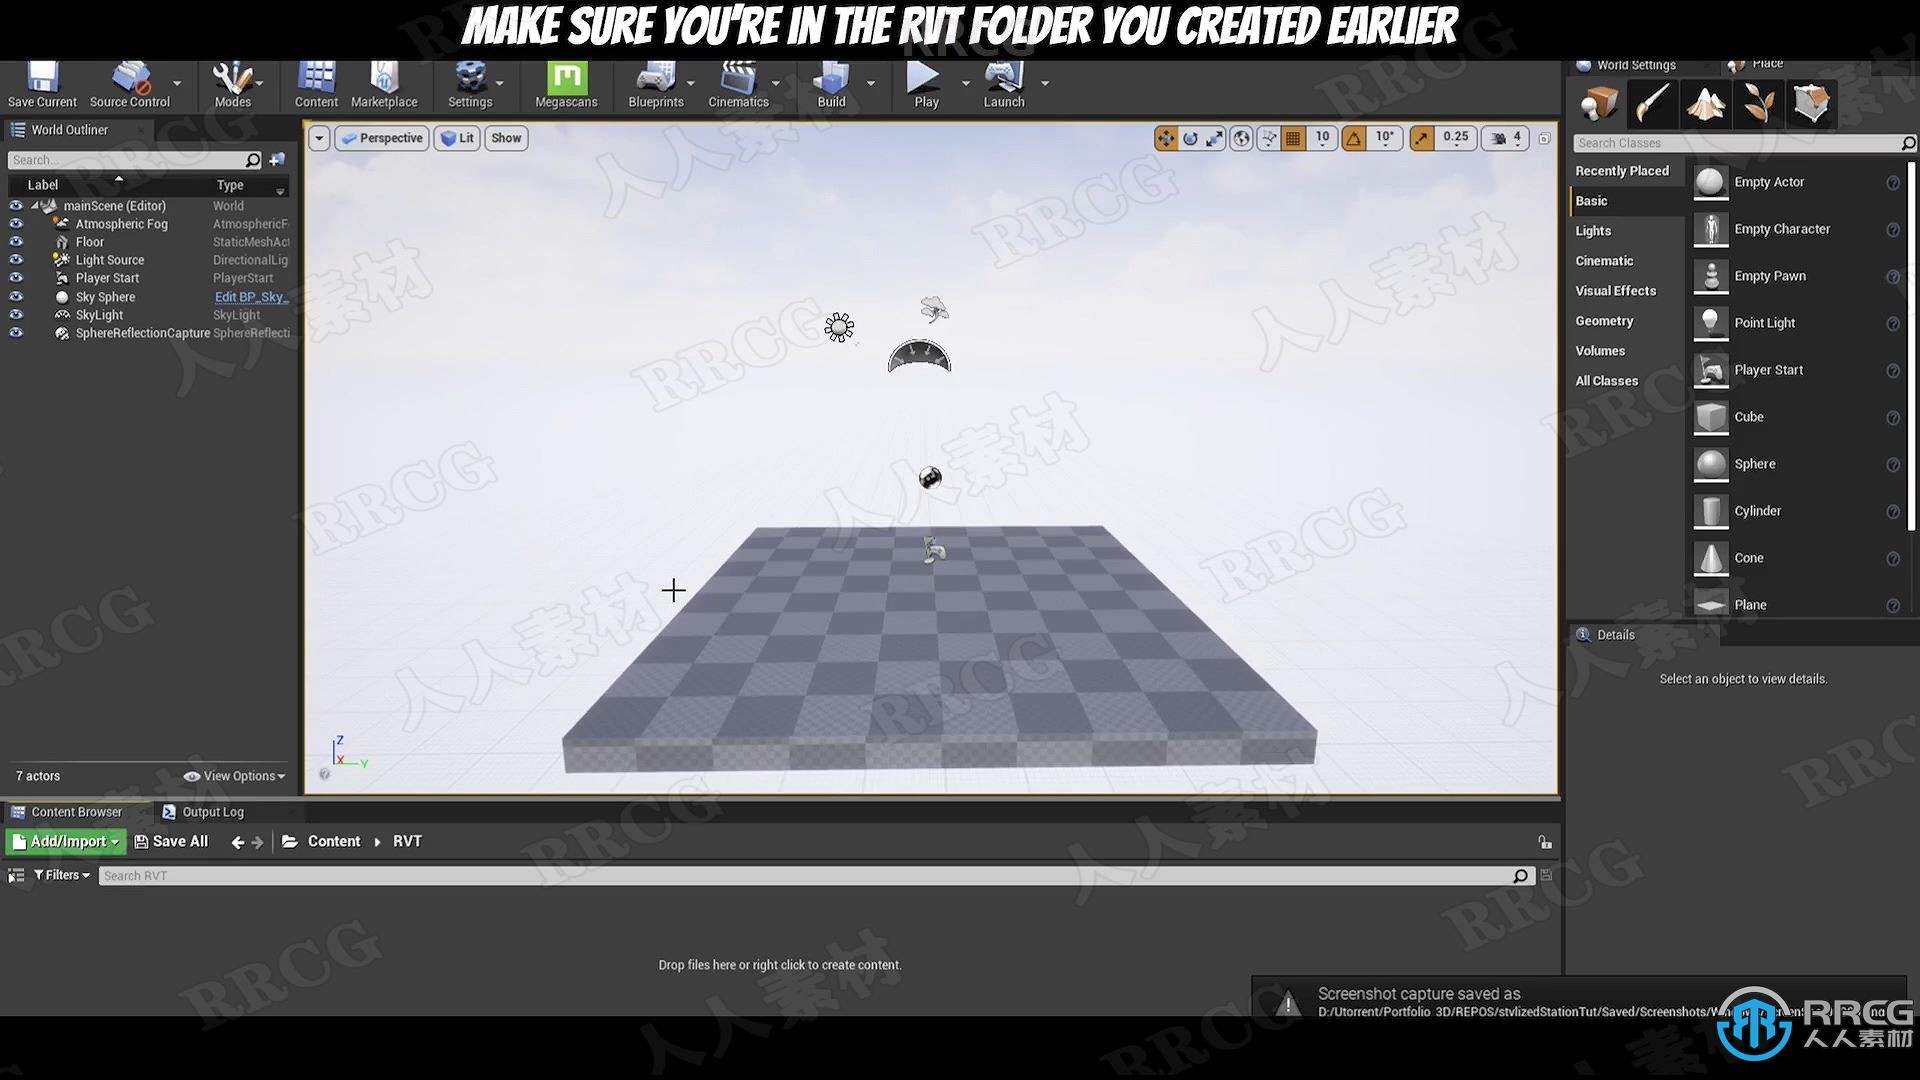 MAKE SURE YOU'RE IN THE RVT FOLDER YOU CREATED EARLIER
Save Current
Source Control
Modes
Content
Marketplace
Settings
Megascans
Blueprints
Cinematics
Build
Play
Launch
World Settings
Place
World Outliner
Search...
Label
Type
mainScene (Editor)
World
Atmospheric Fog
AtmosphericF
Floor
StaticMeshAct
Light Source
DirectionalLig
Player Start
PlayerStart
Sky Sphere
Edit BP_Sky_
SkyLight
SkyLight
SphereReflectionCapture
SphereReflecti
7 actors
View Options
Perspective
Lit
Show
10
10°
0.25
4
Z
X
Y
Search Classes
Recently Placed
Basic
Lights
Cinematic
Visual Effects
Geometry
Volumes
All Classes
Empty Actor
Empty Character
Empty Pawn
Point Light
Player Start
Cube
Sphere
Cylinder
Cone
Plane
Details
Select an object to view details.
Content Browser
Output Log
Add/Import
Save All
Content
RVT
Filters
Search RVT
Drop files here or right click to create content.
Screenshot capture saved as
D:/Utorrent/Portfolio_3D/REPOS/stylizedStationTut/Saved/Screenshots/
RRCG
人人素材